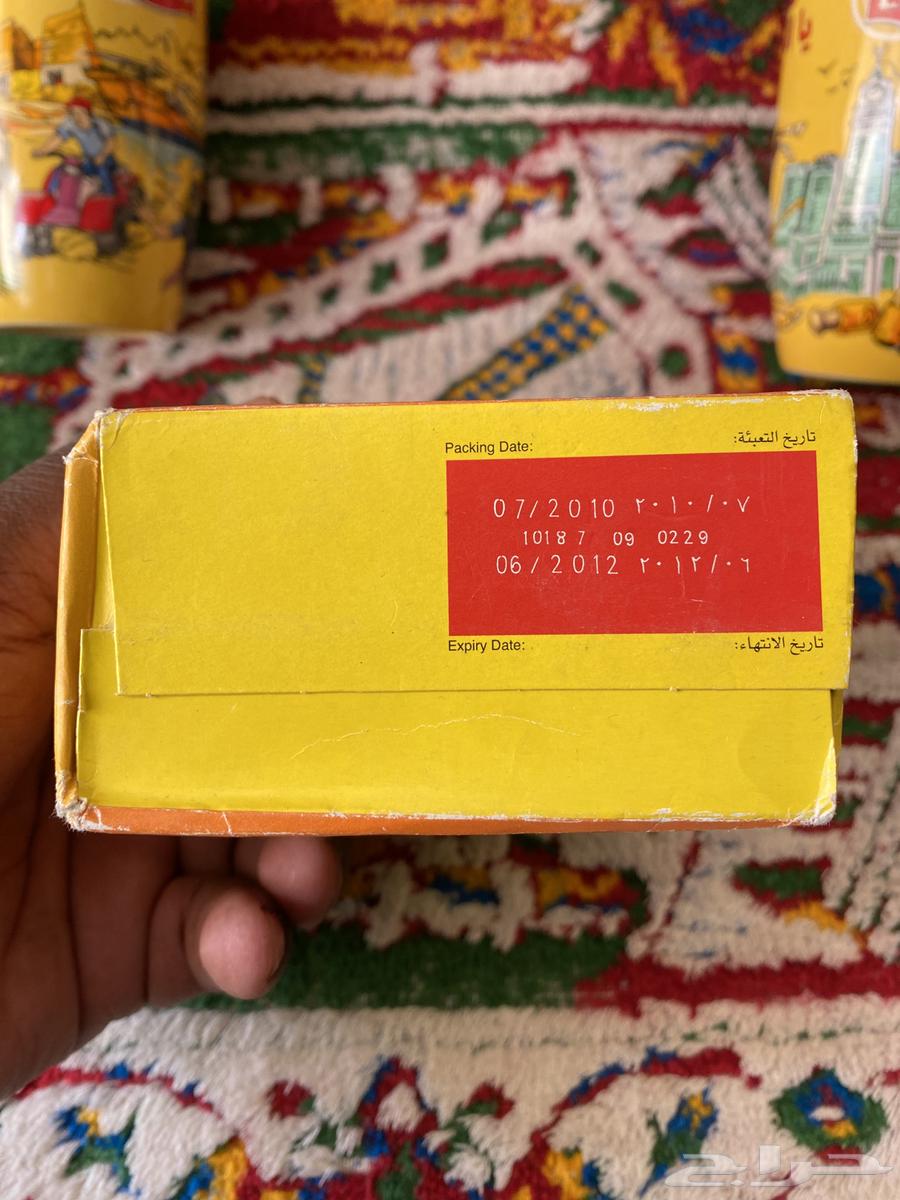 Packing Date: تاريخ التعبئة:
07/2010 ٢٠١٠/٠٧
10187 09 0229
06/2012 ٢٠١٢/٠٦
Expiry Date: تاريخ الانتهاء:
حراج